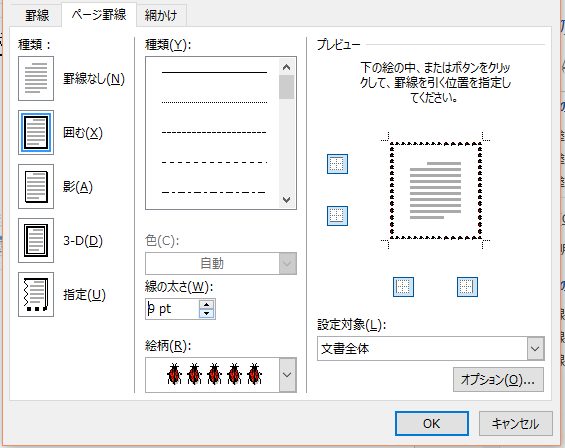 罫線 ページ罫線 網かけ
種類：
罫線なし(N)
囲む(X)
影(A)
3-D(D)
指定(U)
種類(Y):
色(C):
自動
線の太さ(W):
9 pt
絵柄(R):
プレビュー
下の絵の中、またはボタンをクリッ
クして、罫線を引く位置を指定し
てください。
設定対象(L):
文書全体
オプション(O)...
OK キャンセル